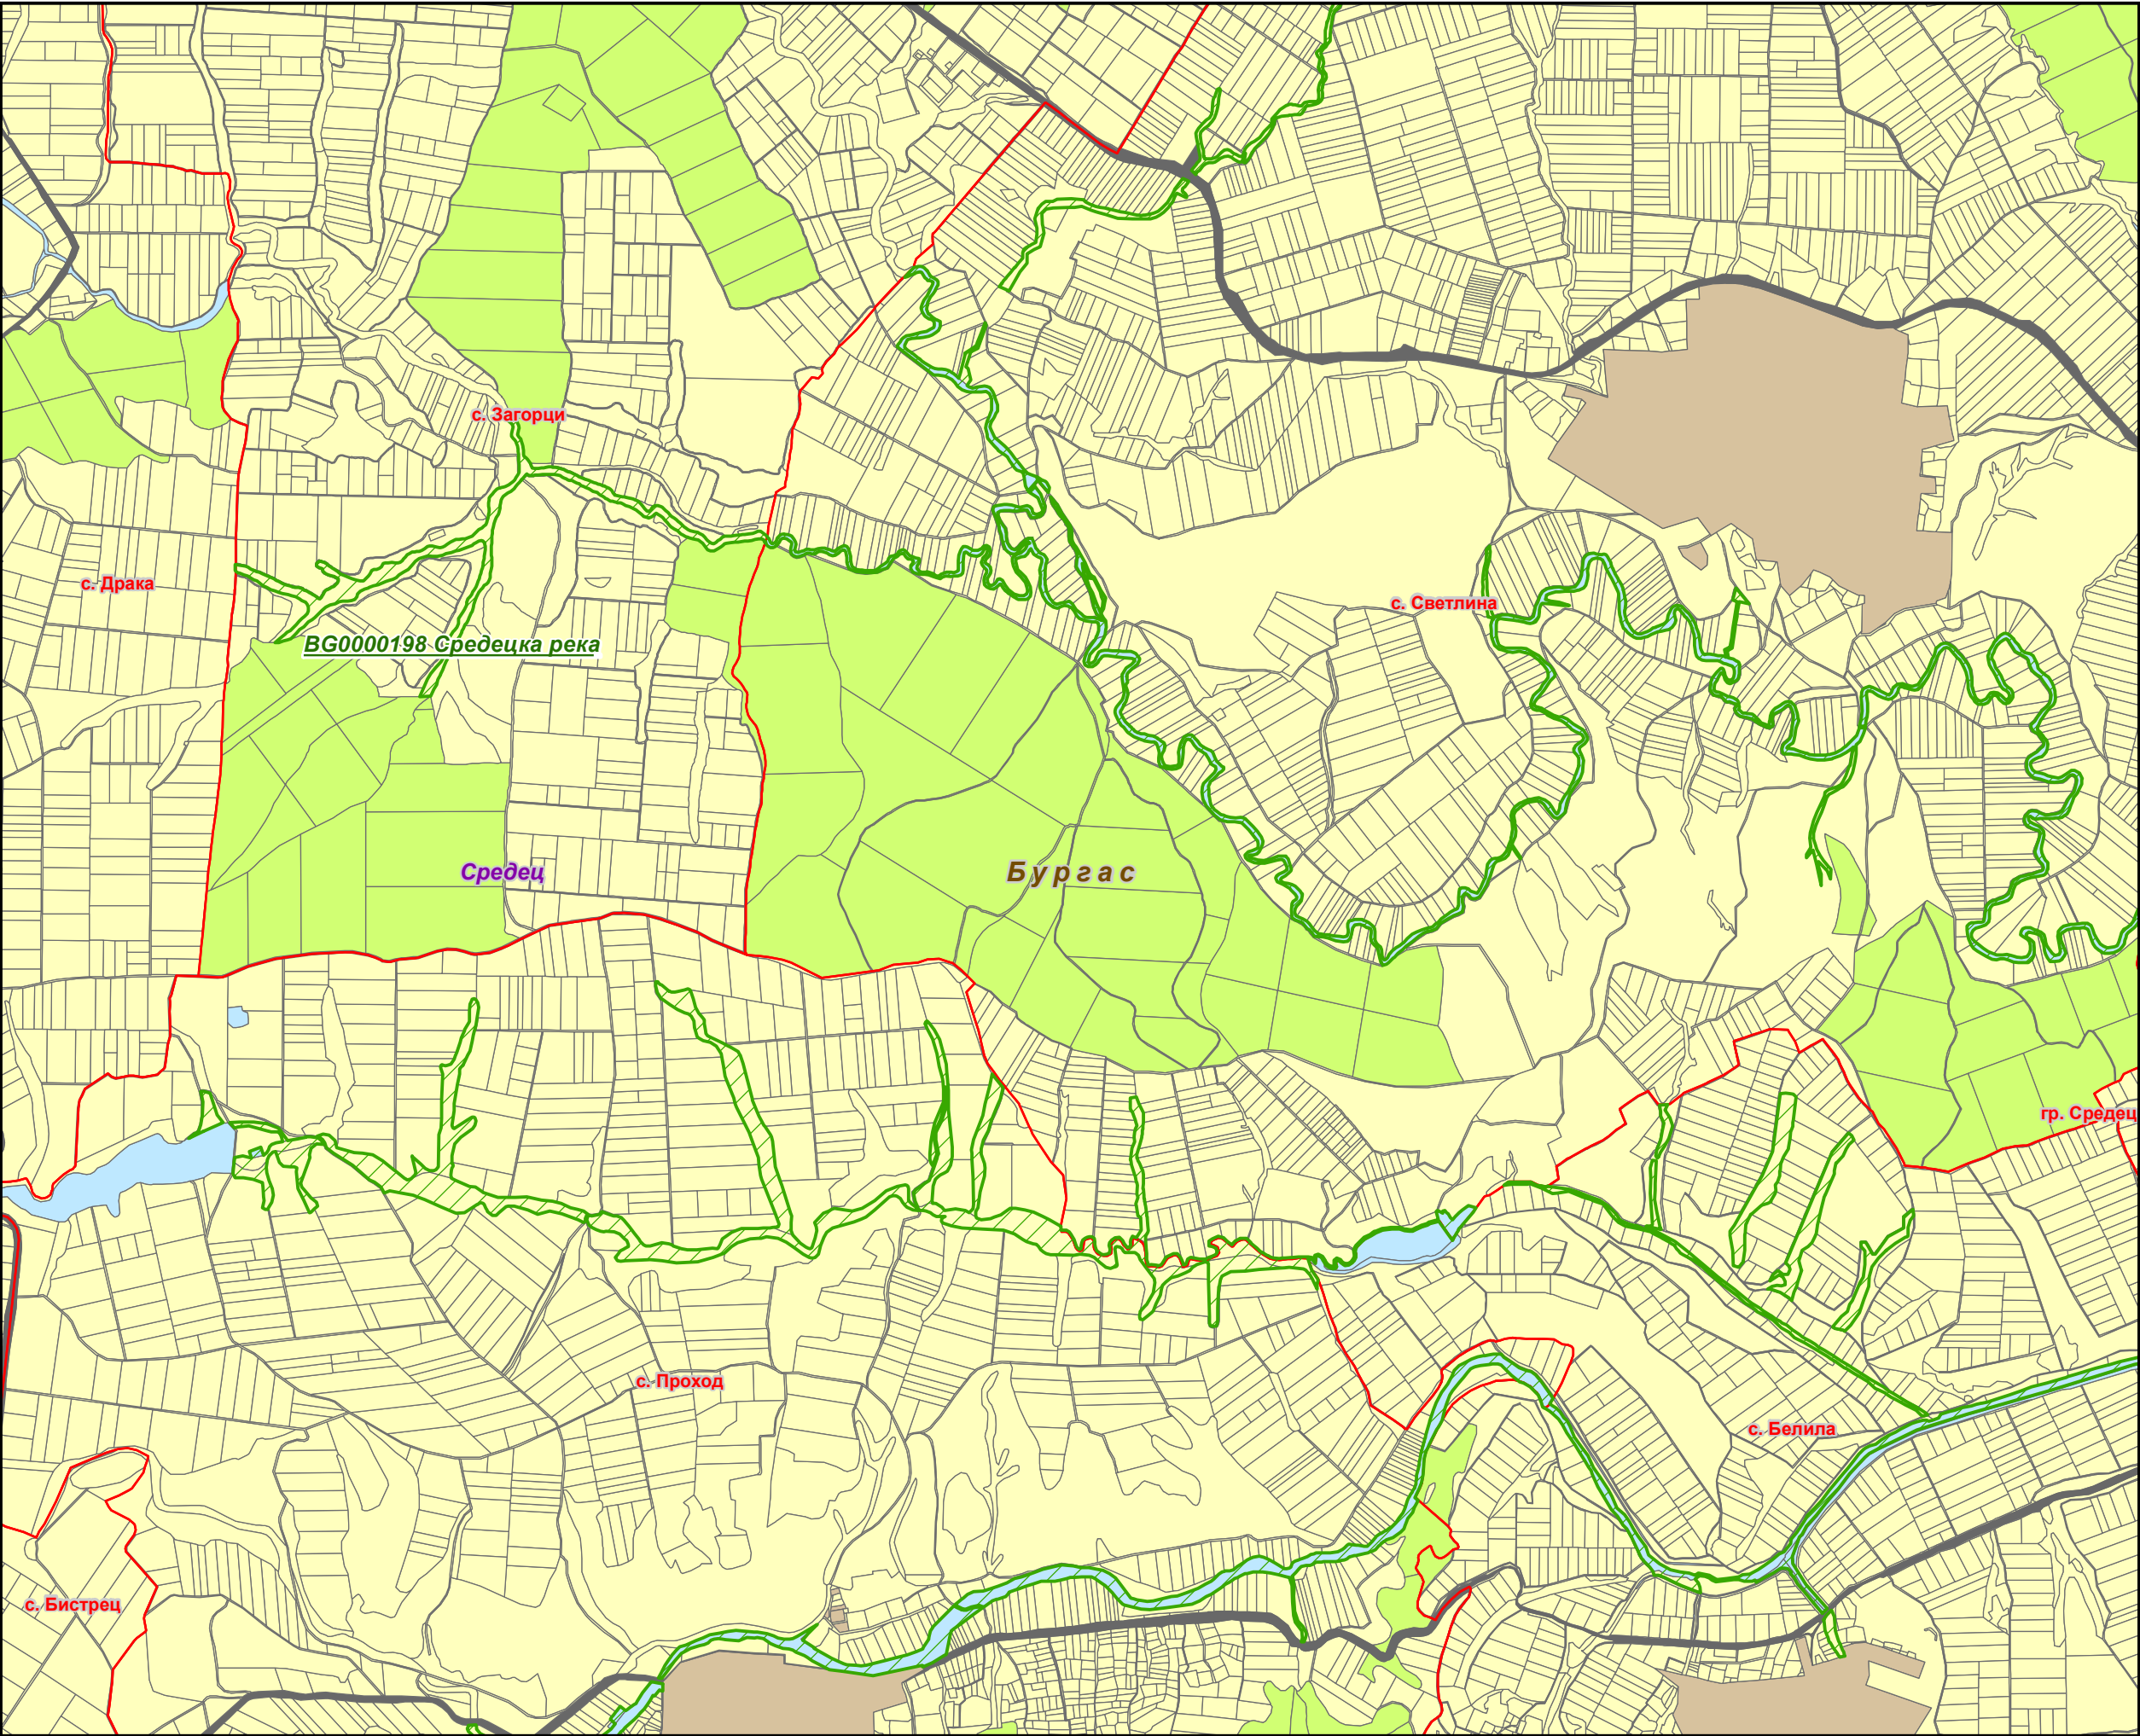 с. Загорци
с. Драка
с. Светлина
BG0000198 Средецка река
Средец
Бургас
гр. Средец
с. Проход
с. Белила
с. Бистрец